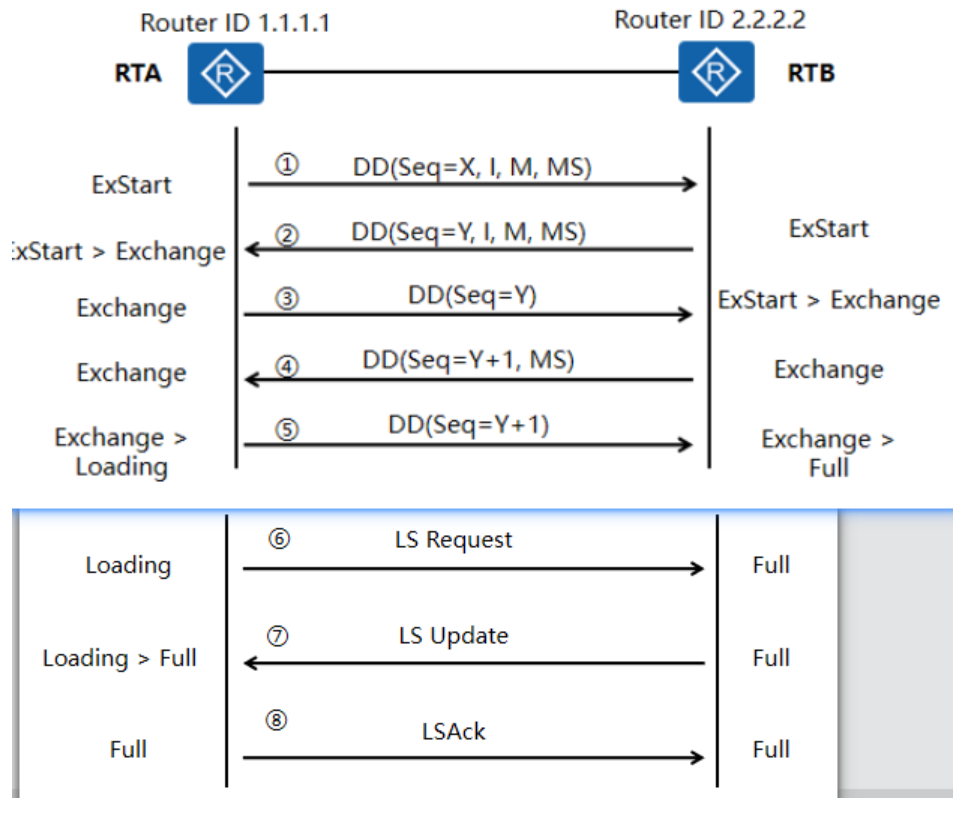 Router ID 1.1.1.1
Router ID 2.2.2.2
RTA
R
R
RTB
① DD(Seq=X, I, M, MS)
ExStart
② DD(Seq=Y, I, M, MS)
ExStart
xStart > Exchange
③ DD(Seq=Y)
Exchange
ExStart > Exchange
④ DD(Seq=Y+1, MS)
Exchange
Exchange
⑤ DD(Seq=Y+1)
Exchange >
Loading
Exchange >
Full
⑥ LS Request
Loading
Full
⑦ LS Update
Loading > Full
Full
⑧ LSAck
Full
Full